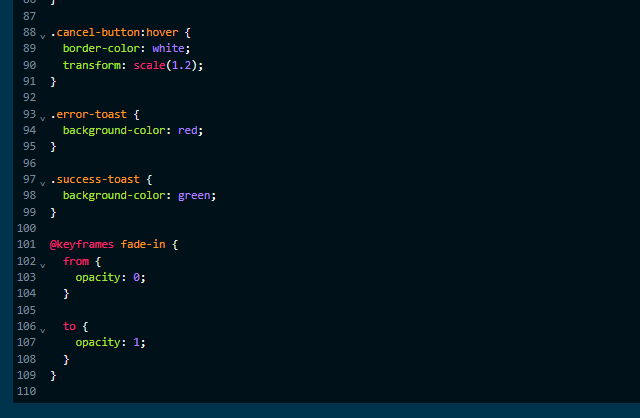 87
88 .cancel-button:hover {
89   border-color: white;
90   transform: scale(1.2);
91 }
92
93 .error-toast {
94   background-color: red;
95 }
96
97 .success-toast {
98   background-color: green;
99 }
100
101 @keyframes fade-in {
102   from {
103     opacity: 0;
104   }
105
106   to {
107     opacity: 1;
108   }
109 }
110